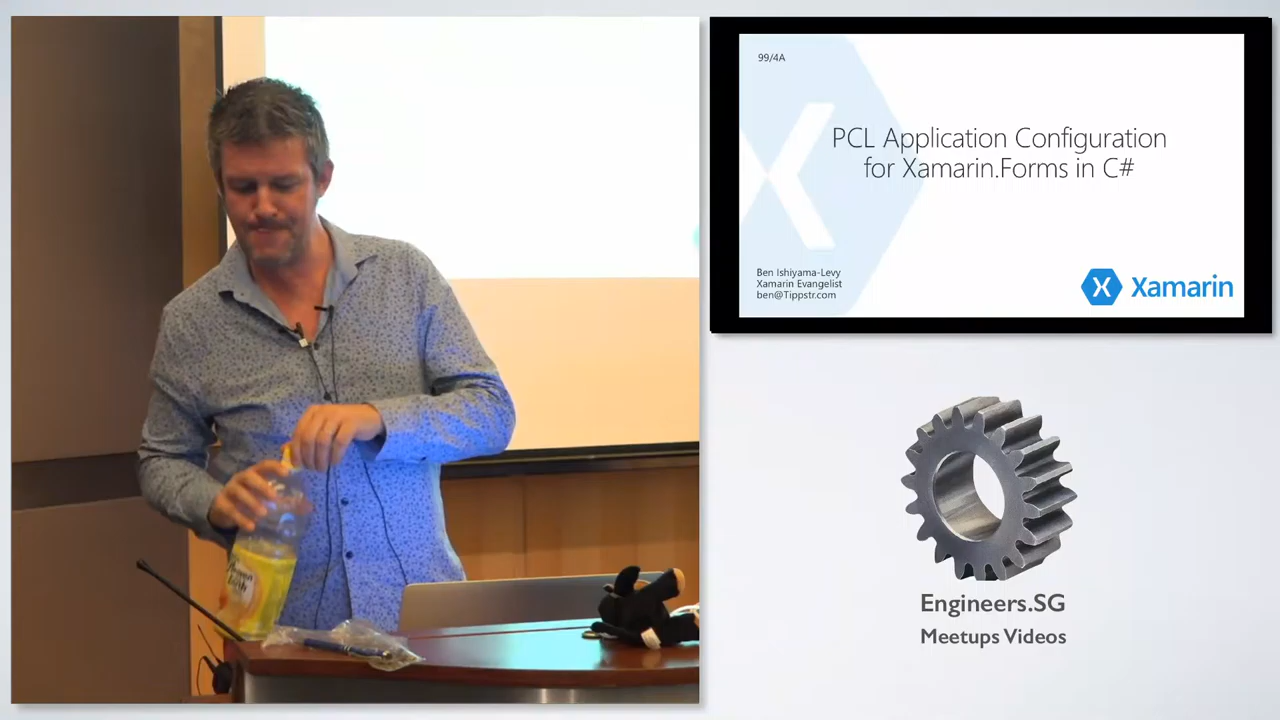 99/4A
PCL Application Configuration
for Xamarin.Forms in C#
Ben Ishiyama-Levy
Xamarin Evangelist
ben@Tippstr.com
Xamarin
Engineers.SG
Meetups Videos